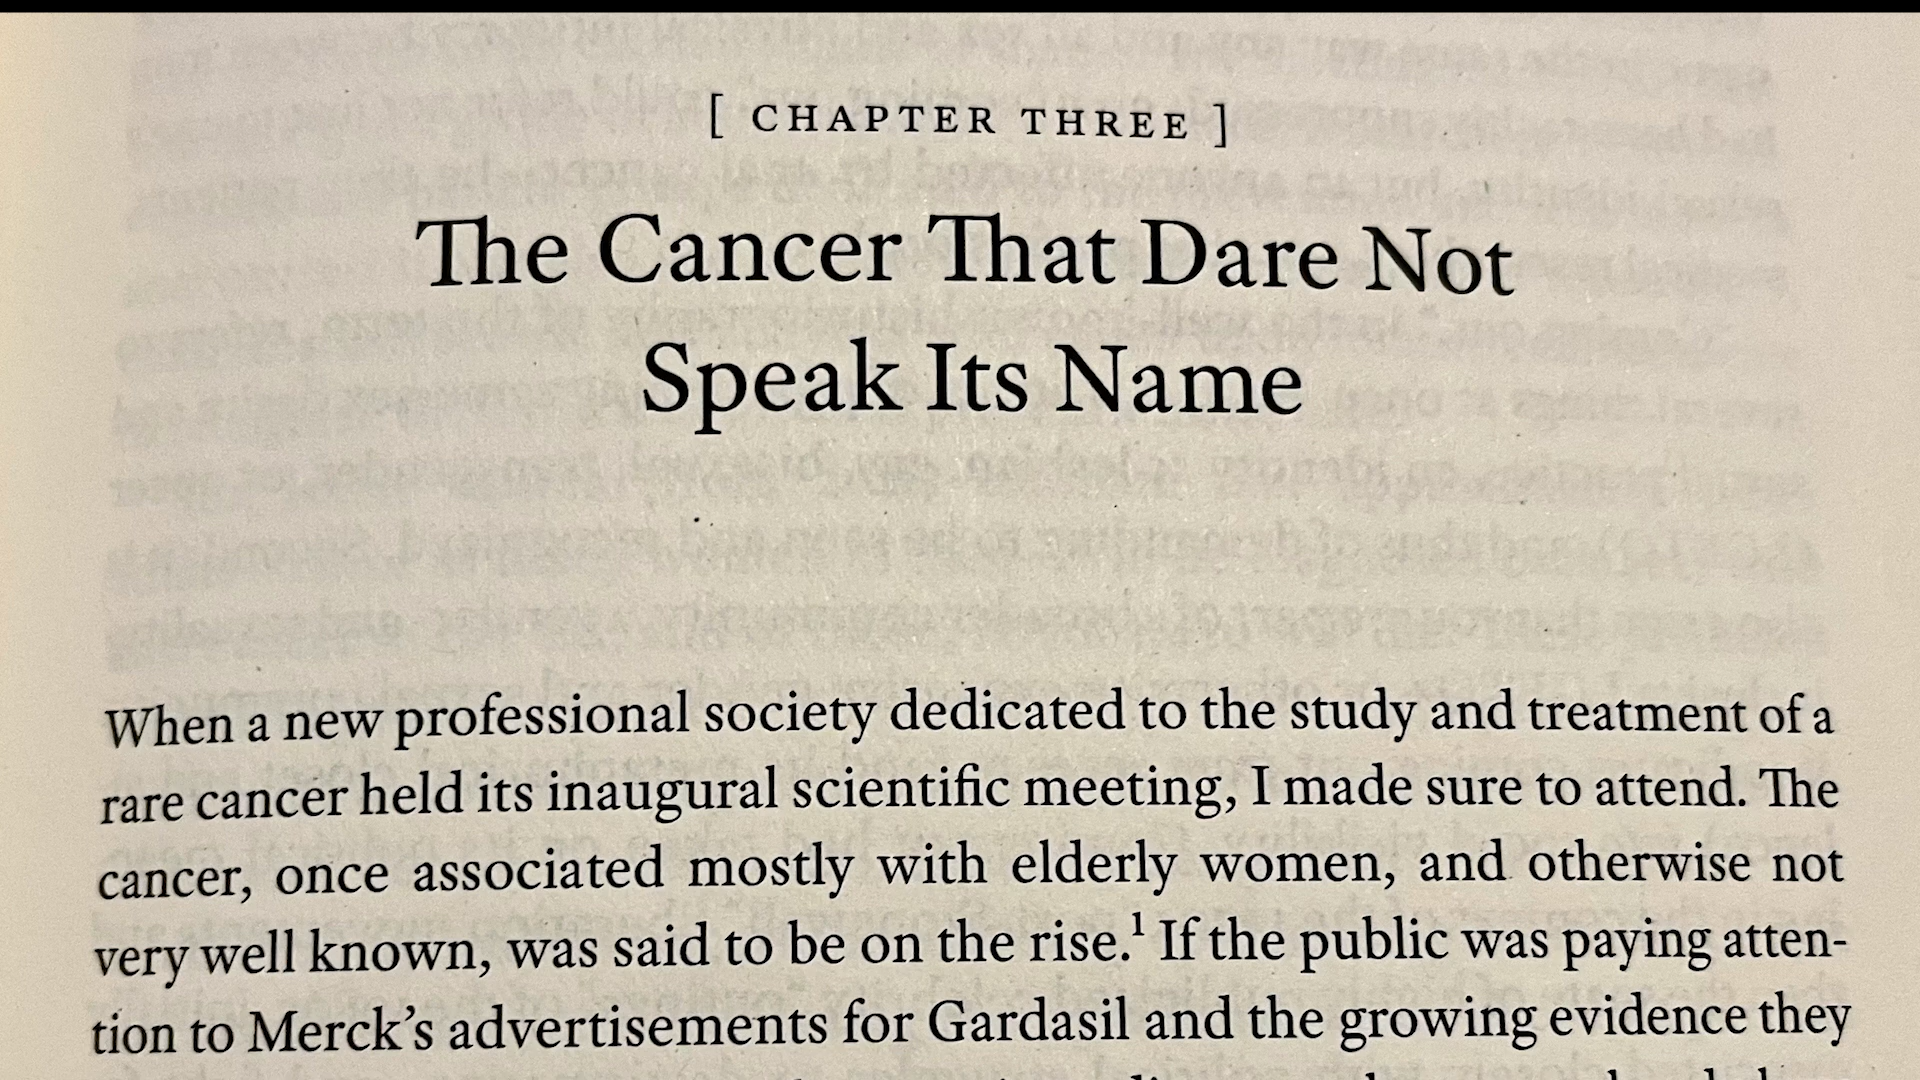 [ CHAPTER THREE ]
The Cancer That Dare Not
Speak Its Name
When a new professional society dedicated to the study and treatment of a
rare cancer held its inaugural scientific meeting, I made sure to attend. The
cancer, once associated mostly with elderly women, and otherwise not
very well known, was said to be on the rise.¹ If the public was paying atten-
tion to Merck’s advertisements for Gardasil and the growing evidence they